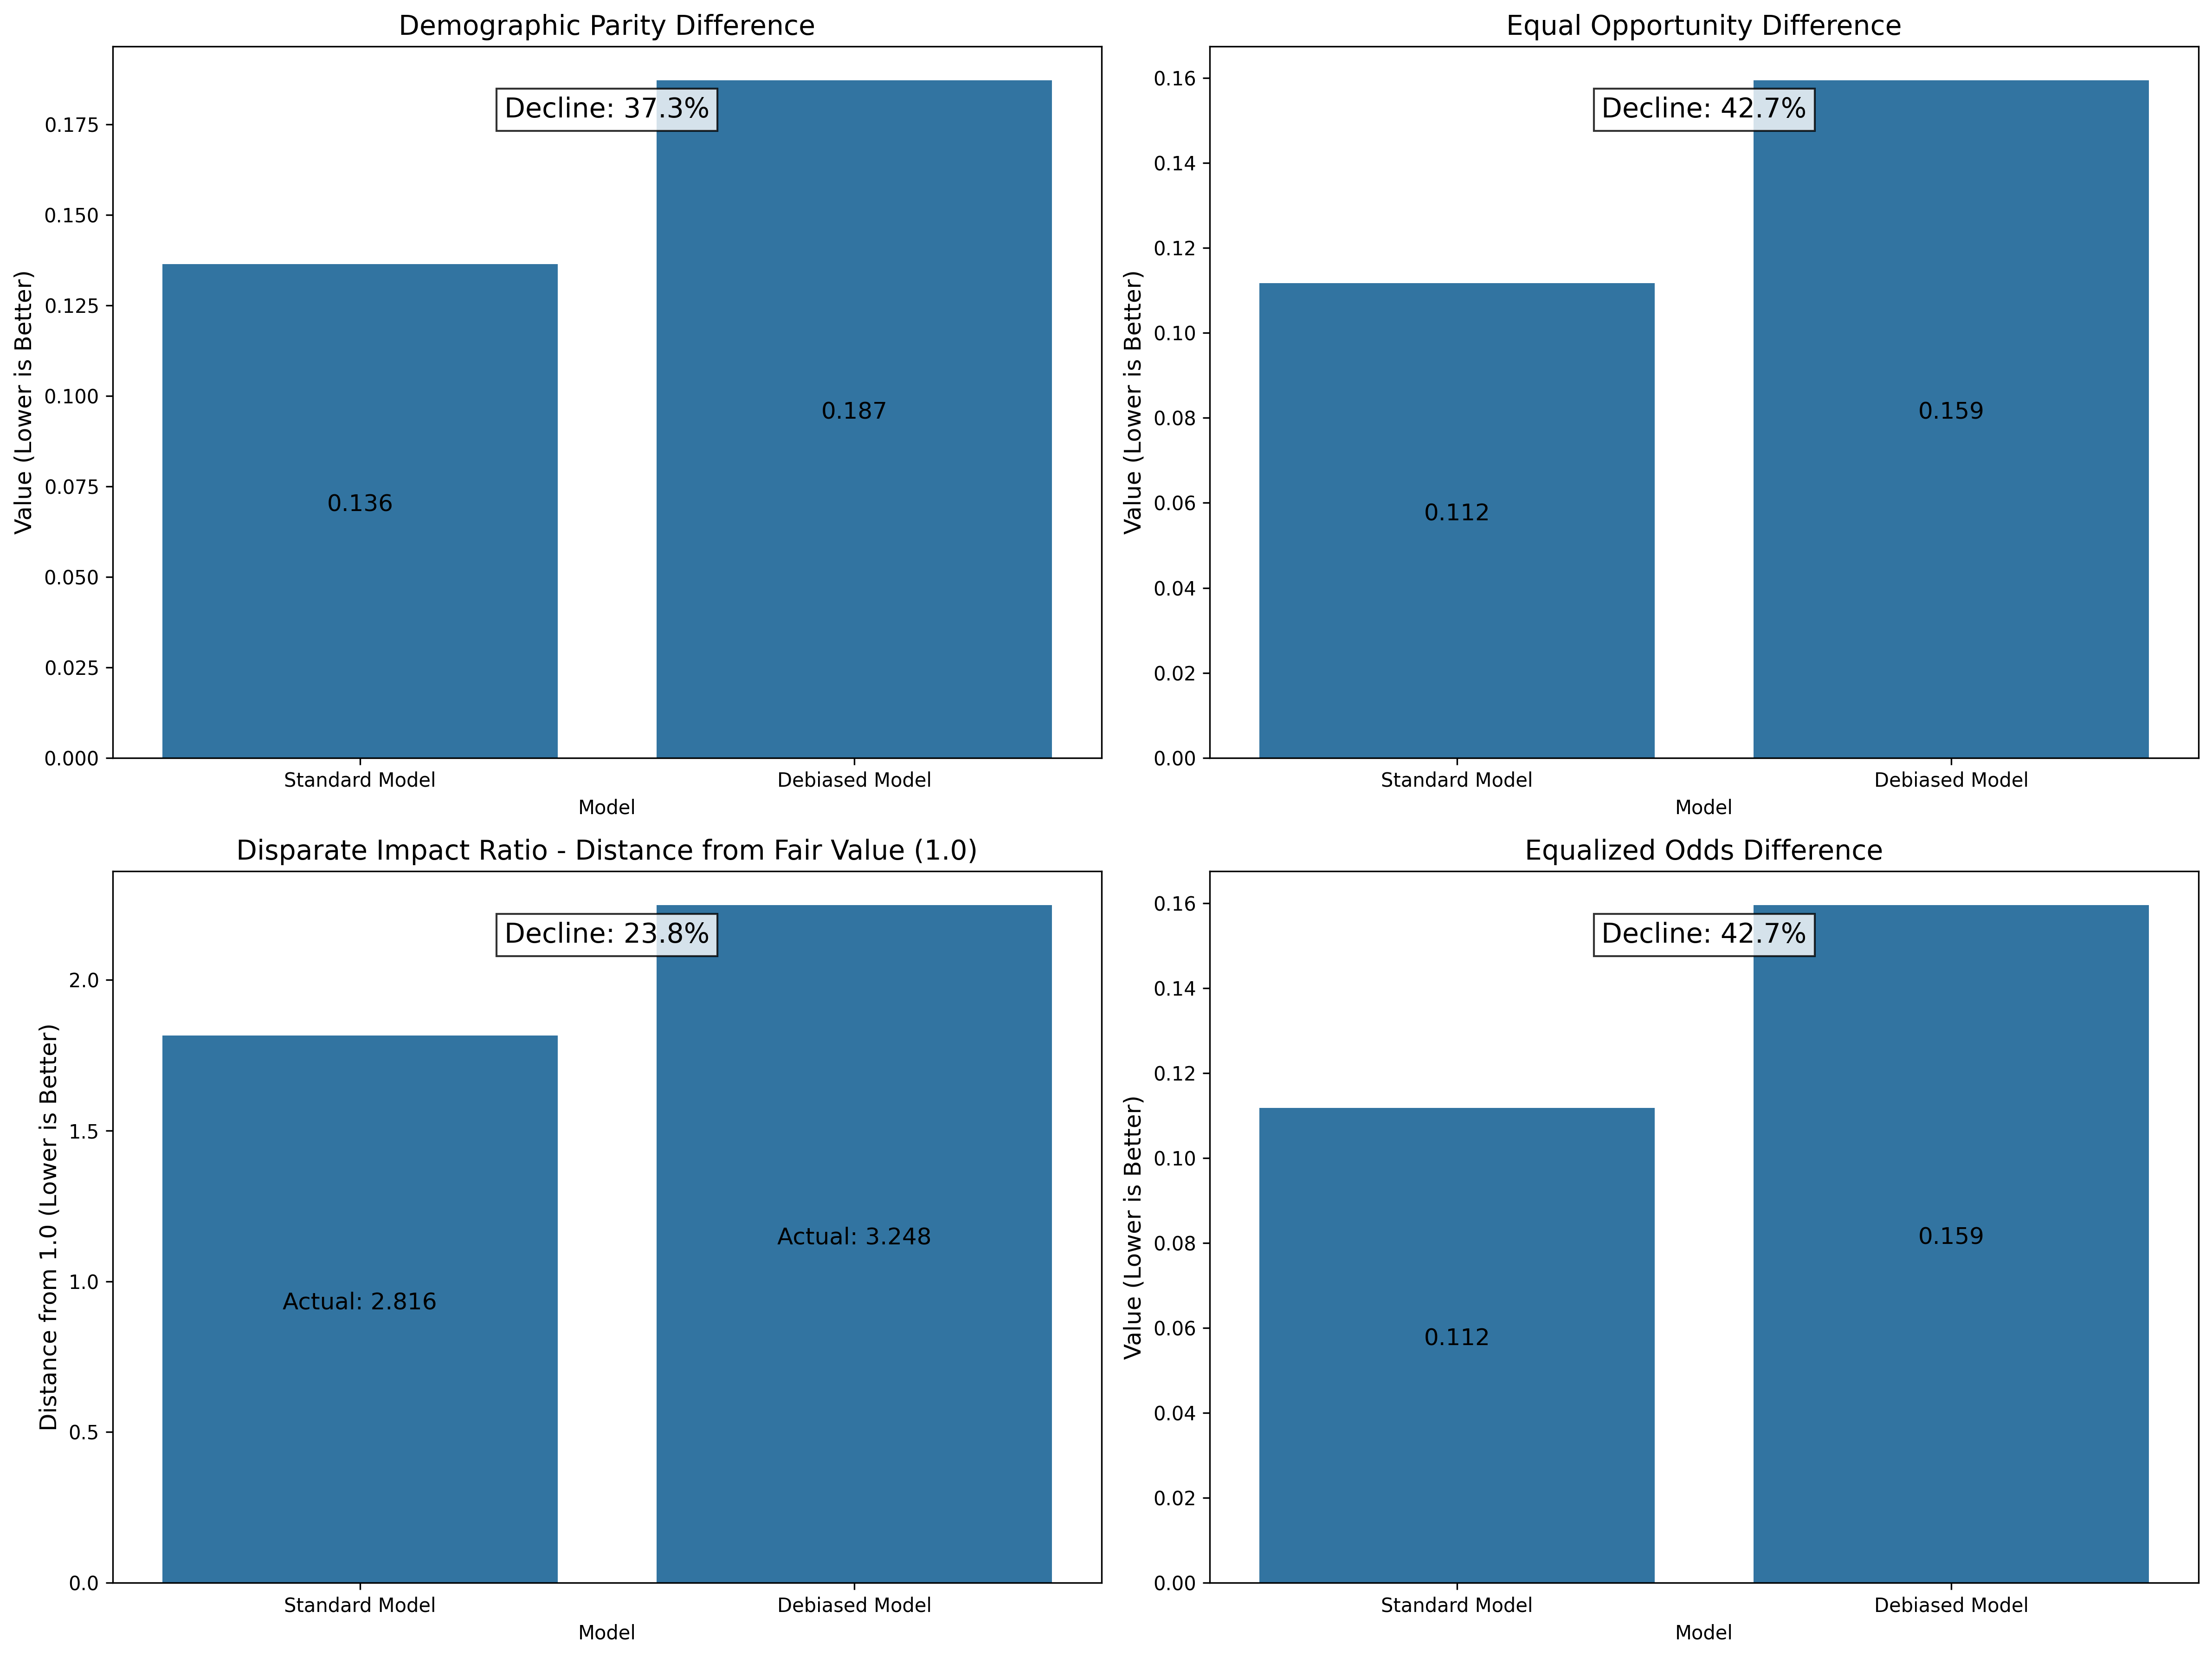 Demographic Parity Difference
Value (Lower is Better)
0.175
0.150
0.125
0.100
0.075
0.050
0.025
0.000
Decline: 37.3%
0.136
0.187
Standard Model
Debiased Model
Model
Equal Opportunity Difference
Value (Lower is Better)
0.16
0.14
0.12
0.10
0.08
0.06
0.04
0.02
0.00
Decline: 42.7%
0.112
0.159
Standard Model
Debiased Model
Model
Disparate Impact Ratio - Distance from Fair Value (1.0)
Distance from 1.0 (Lower is Better)
2.0
1.5
1.0
0.5
0.0
Decline: 23.8%
Actual: 2.816
Actual: 3.248
Standard Model
Debiased Model
Model
Equalized Odds Difference
Value (Lower is Better)
0.16
0.14
0.12
0.10
0.08
0.06
0.04
0.02
0.00
Decline: 42.7%
0.112
0.159
Standard Model
Debiased Model
Model